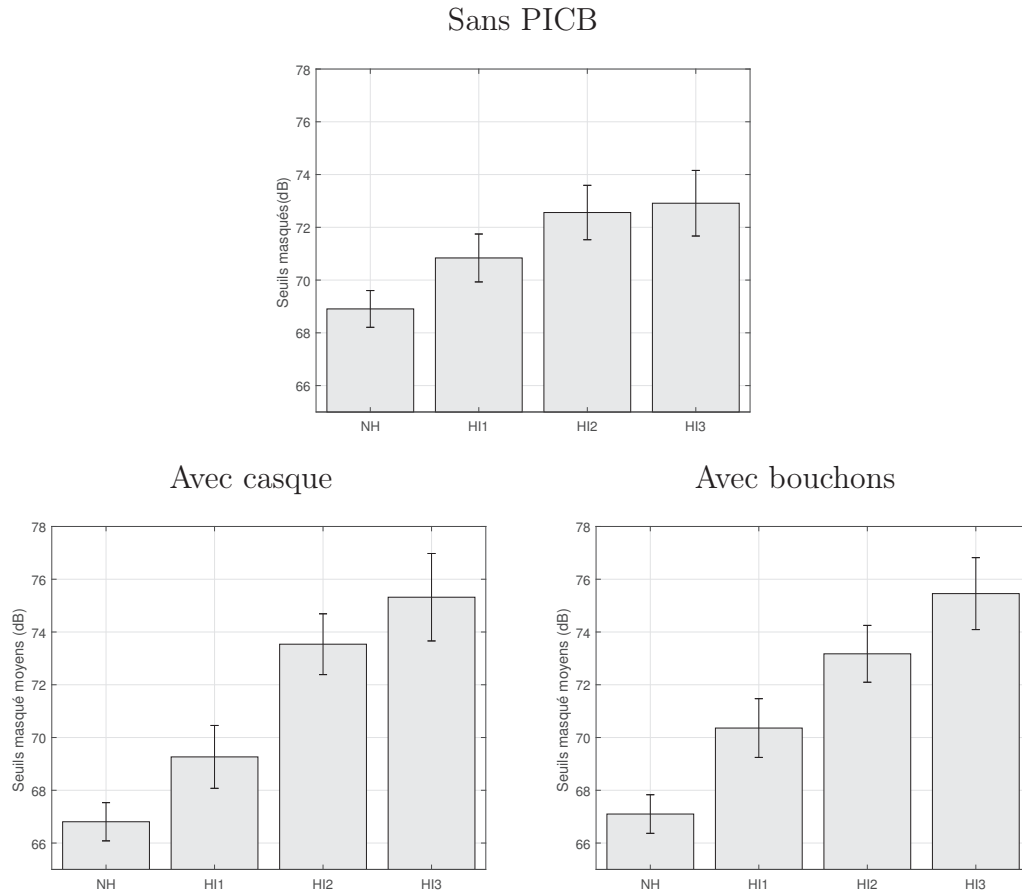 Sans PICB
78
76
74
72
70
68
66
Seuils masqués(dB)
NH HI1 HI2 HI3
Avec casque
78
76
74
72
70
68
66
Seuils masqué moyens (dB)
NH HI1 HI2 HI3
Avec bouchons
78
76
74
72
70
68
66
Seuils masqué moyens (dB)
NH HI1 HI2 HI3